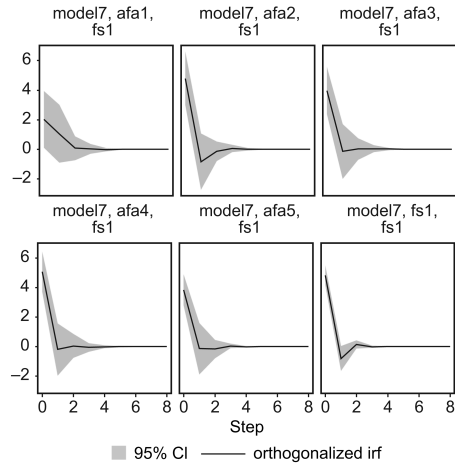 model7, afa1, model7, afa2, model7, afa3,
fs1 fs1 fs1
6
4
2
0
−2
model7, afa4, model7, afa5, model7, fs1,
fs1 fs1 fs1
6
4
2
0
−2
0 2 4 6 8 0 2 4 6 8 0 2 4 6 8
Step
95% CI orthogonalized irf